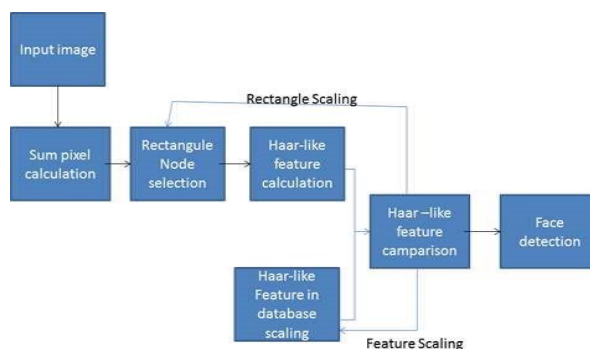 Input image
Rectangle Scaling
Sum pixel
calculation
Rectangule
Node
selection
Haar-like
feature
calculation
Haar –like
feature
camparison
Face
detection
Haar-like
Feature in
database
scaling
Feature Scaling